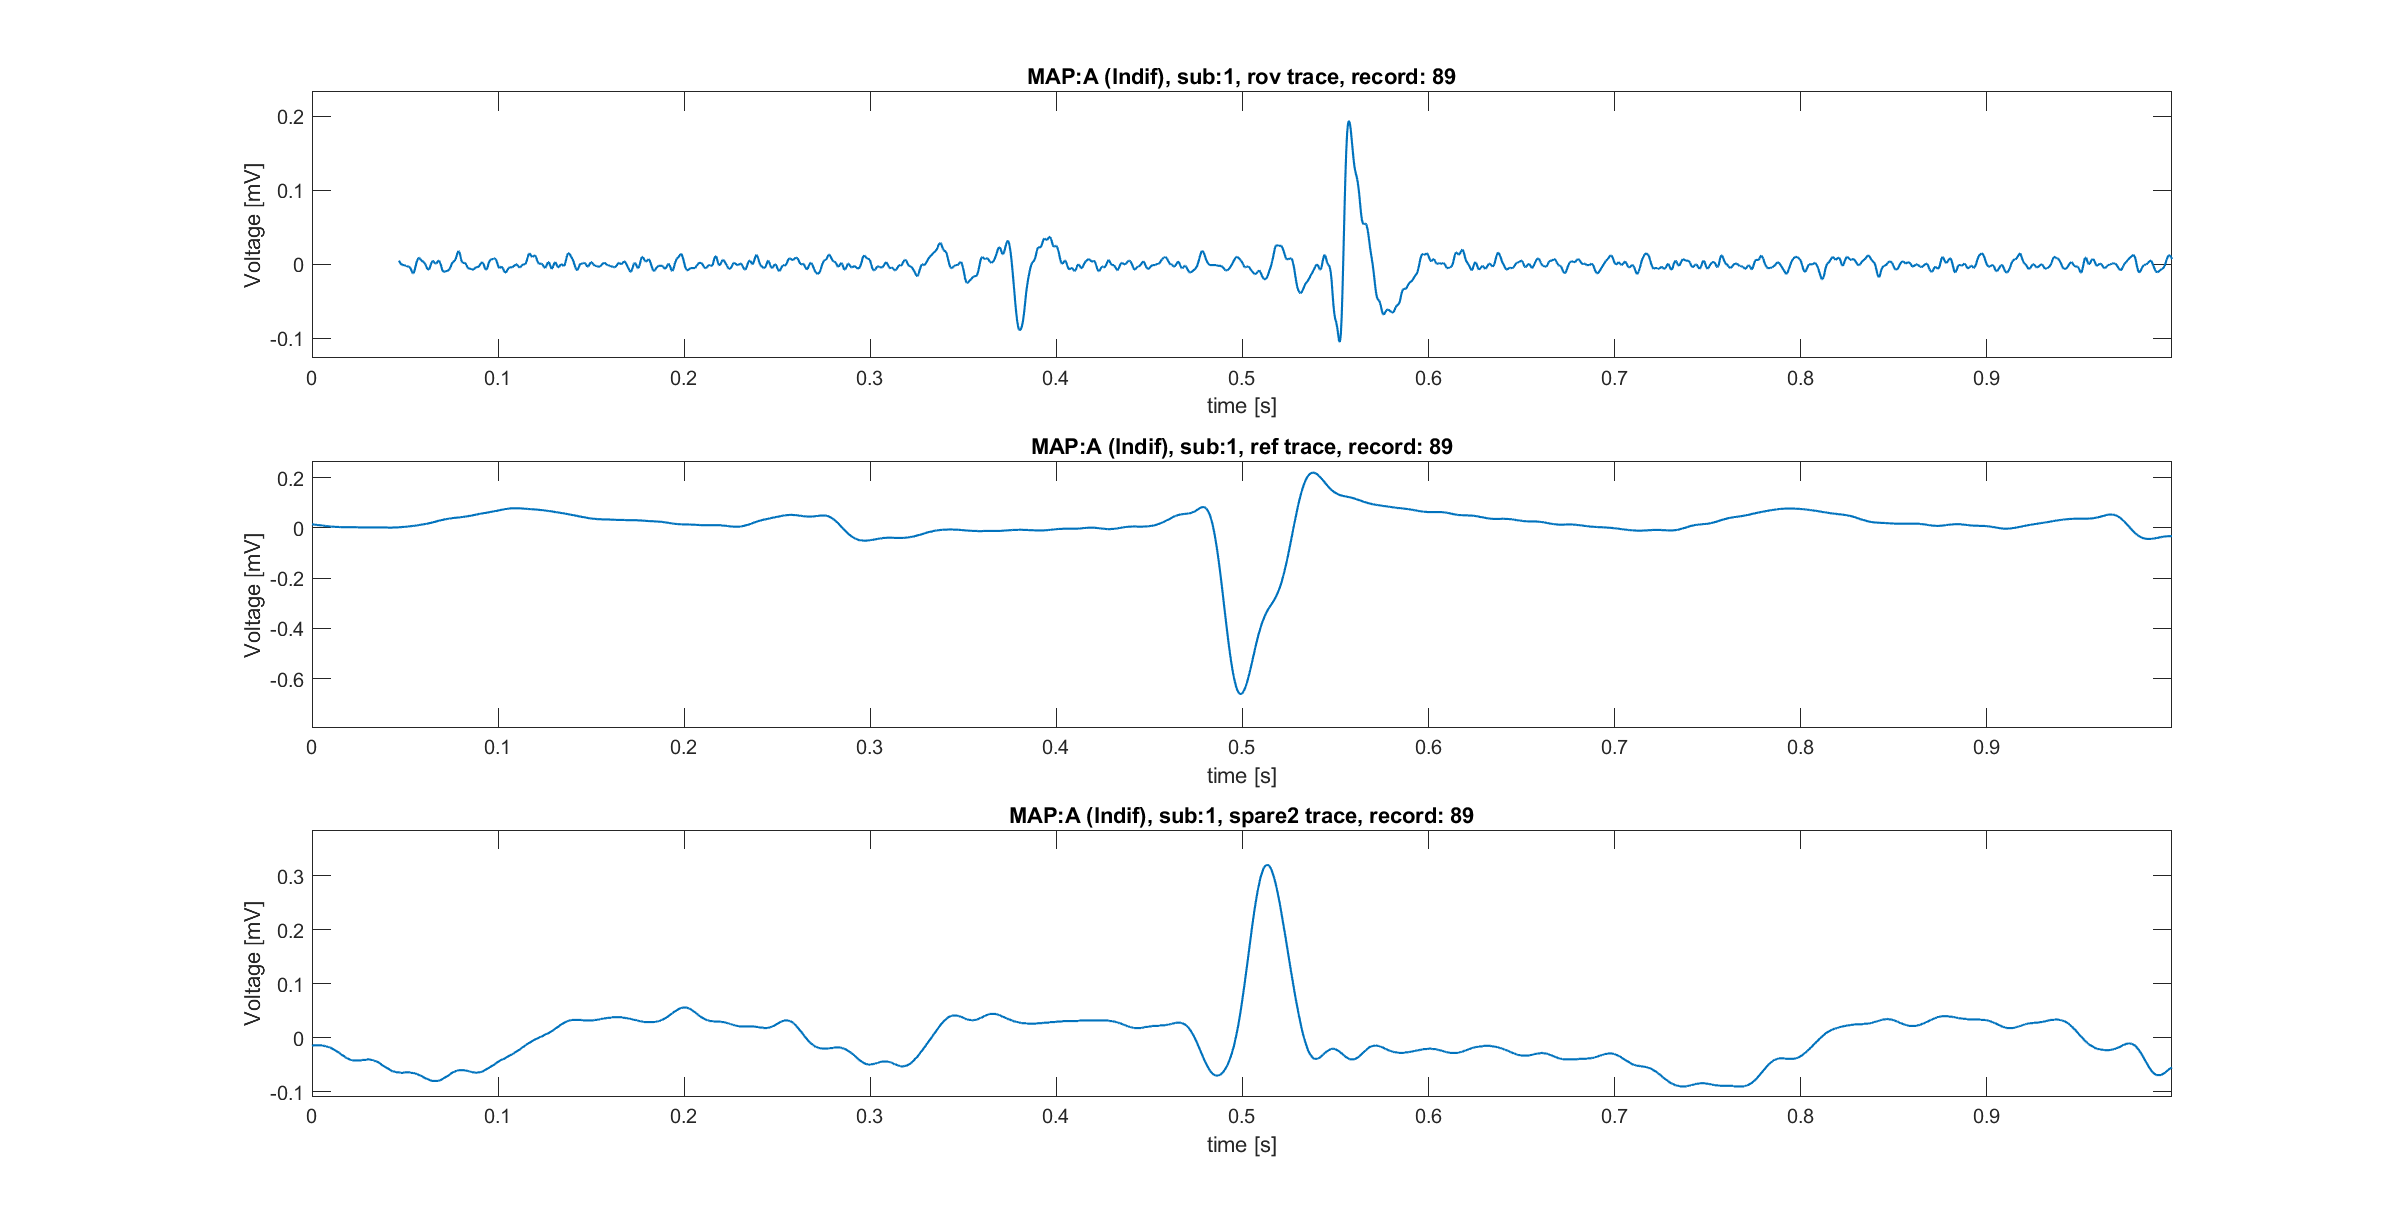 MAP:A (Indif), sub:1, rov trace, record: 89
Voltage [mV]
0.2
0.1
0
-0.1
0 0.1 0.2 0.3 0.4 0.5 0.6 0.7 0.8 0.9
time [s]
MAP:A (Indif), sub:1, ref trace, record: 89
Voltage [mV]
0.2
0
-0.2
-0.4
-0.6
0 0.1 0.2 0.3 0.4 0.5 0.6 0.7 0.8 0.9
time [s]
MAP:A (Indif), sub:1, spare2 trace, record: 89
Voltage [mV]
0.3
0.2
0.1
0
-0.1
0 0.1 0.2 0.3 0.4 0.5 0.6 0.7 0.8 0.9
time [s]